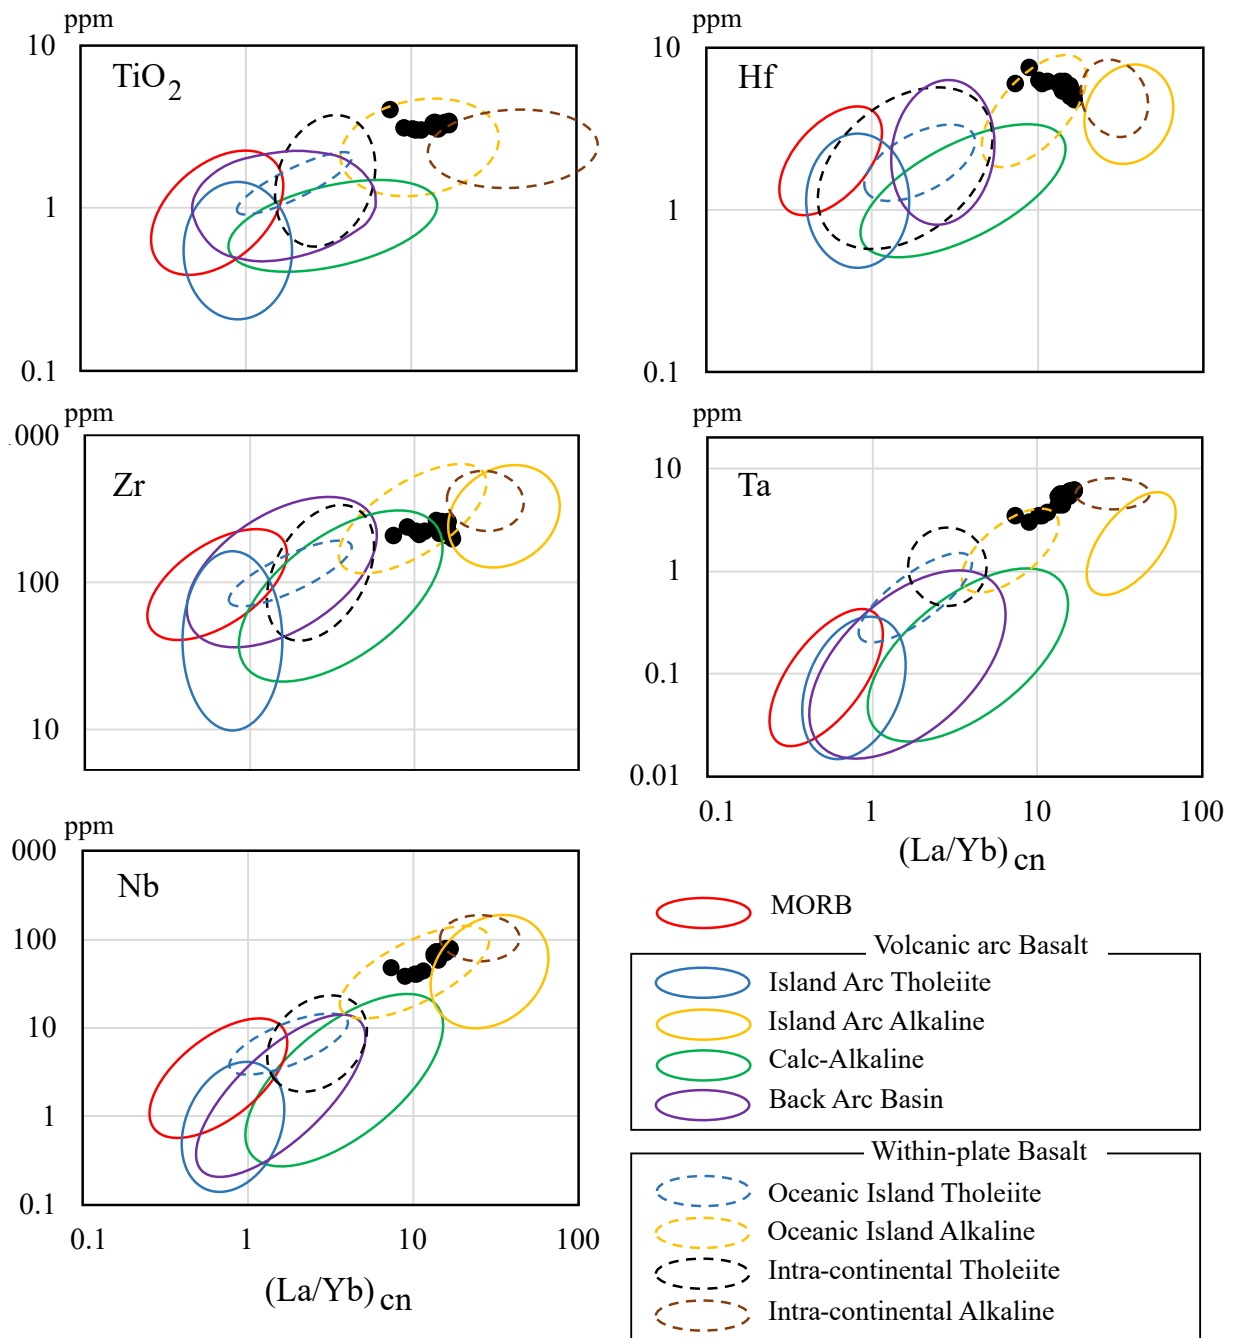 ppm
10
TiO2
1
0.1
ppm
10
Hf
1
0.1
ppm
000
Zr
100
10
ppm
10
Ta
1
0.1
0.01
0.1 1 10 100
(La/Yb)cn
ppm
000
Nb
100
10
1
0.1
0.1 1 10 100
(La/Yb)cn
MORB
Volcanic arc Basalt
Island Arc Tholeiite
Island Arc Alkaline
Calc-Alkaline
Back Arc Basin
Within-plate Basalt
Oceanic Island Tholeiite
Oceanic Island Alkaline
Intra-continental Tholeiite
Intra-continental Alkaline